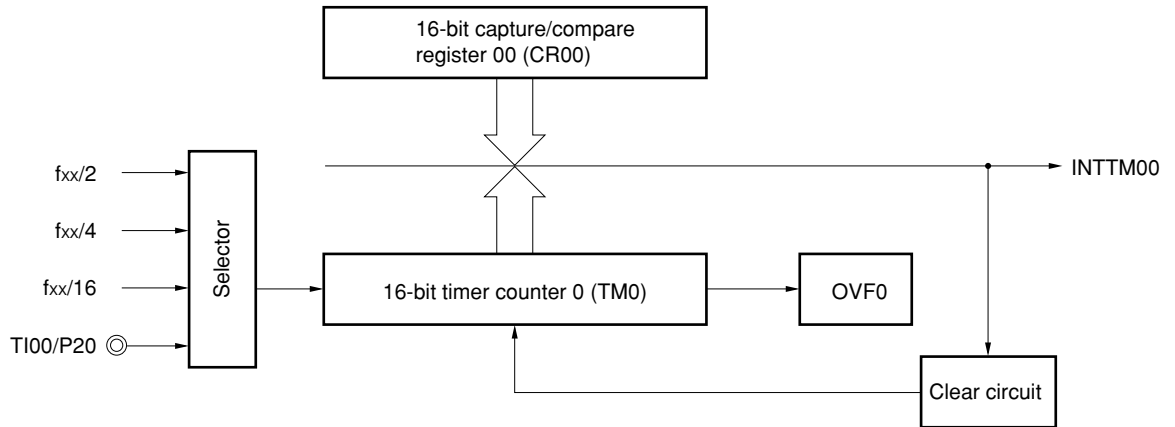 16-bit capture/compare
register 00 (CR00)
INTTM00
fxx/2
fxx/4
fxx/16
TI00/P20
Selector
16-bit timer counter 0 (TM0)
OVF0
Clear circuit